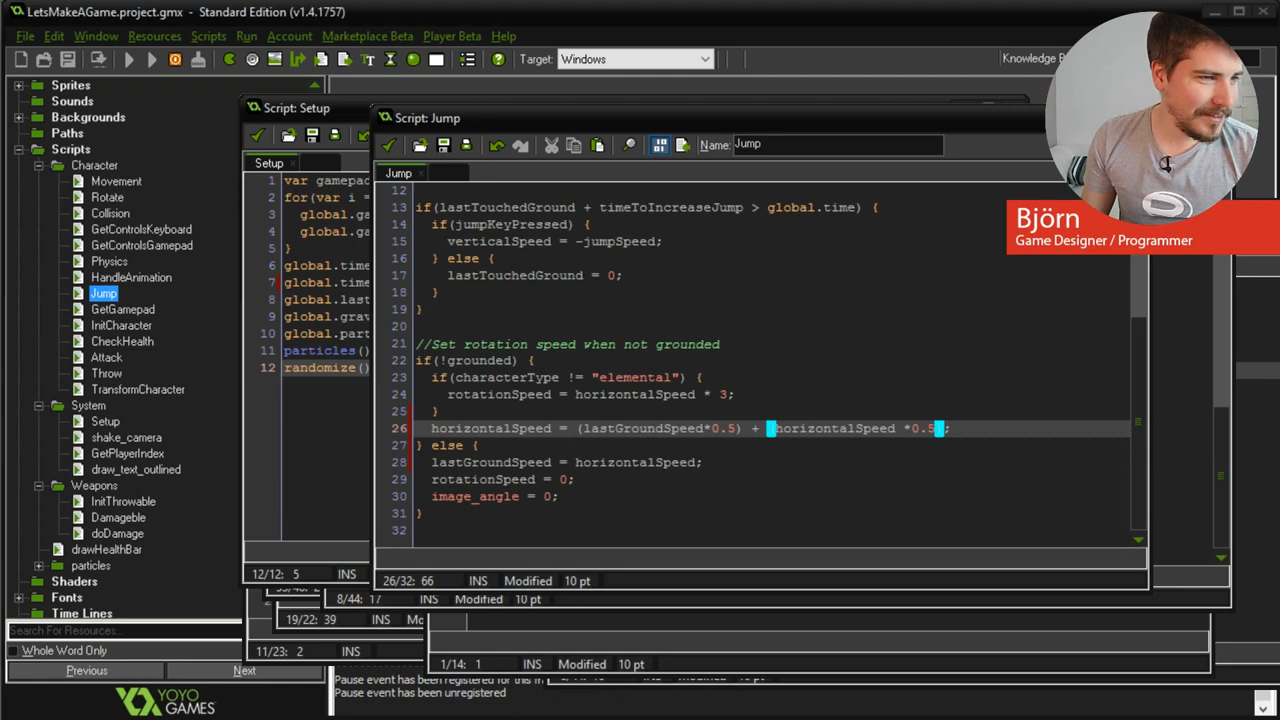 LetsMakeAGame.project.gmx - Standard Edition (v1.4.1757)
File Edit Window Resources Scripts Run Account Marketplace Beta Player Beta Help
Target: Windows
Knowledge B
Sprites
Sounds
Backgrounds
Paths
Scripts
Character
Movement
Rotate
Collision
GetControlsKeyboard
GetControlsGamepad
Physics
HandleAnimation
Jump
GetGamepad
InitCharacter
CheckHealth
Attack
Throw
TransformCharacter
System
Setup
shake_camera
GetPlayerIndex
draw_text_outlined
Weapons
InitThrowable
Damageable
doDamage
drawHealthBar
particles
Shaders
Fonts
Time Lines
Search For Resources...
Whole Word Only
Previous Next
YOYO
GAMES
Script: Setup
Setup
1 var gamepa
2 for(var i =
3 global.ga
4 global.ga
5 }
6 global.time
7 global.time
8 global.last
9 global.grav
10 global.part
11 particles()
12 randomize()
12/12: 5 INS
Script: Jump
Name: Jump
Jump
12
13 if(lastTouchedGround + timeToIncreaseJump > global.time) {
14 if(jumpKeyPressed) {
15 verticalSpeed = -jumpSpeed;
16 } else {
17 lastTouchedGround = 0;
18 }
19 }
20
21 //Set rotation speed when not grounded
22 if(!grounded) {
23 if(characterType != "elemental") {
24 rotationSpeed = horizontalSpeed * 3;
25 }
26 horizontalSpeed = (lastGroundSpeed*0.5) + (horizontalSpeed *0.5);
27 } else {
28 lastGroundSpeed = horizontalSpeed;
29 rotationSpeed = 0;
30 image_angle = 0;
31 }
32
26/32: 66 INS Modified 10 pt
8/44: 17 INS Modified 10 pt
19/22: 39 INS Mo
11/23: 2 INS
1/14: 1 INS Modified 10 pt
Pause event has been registered for this in
Pause event has been unregistered
Björn
Game Designer / Programmer